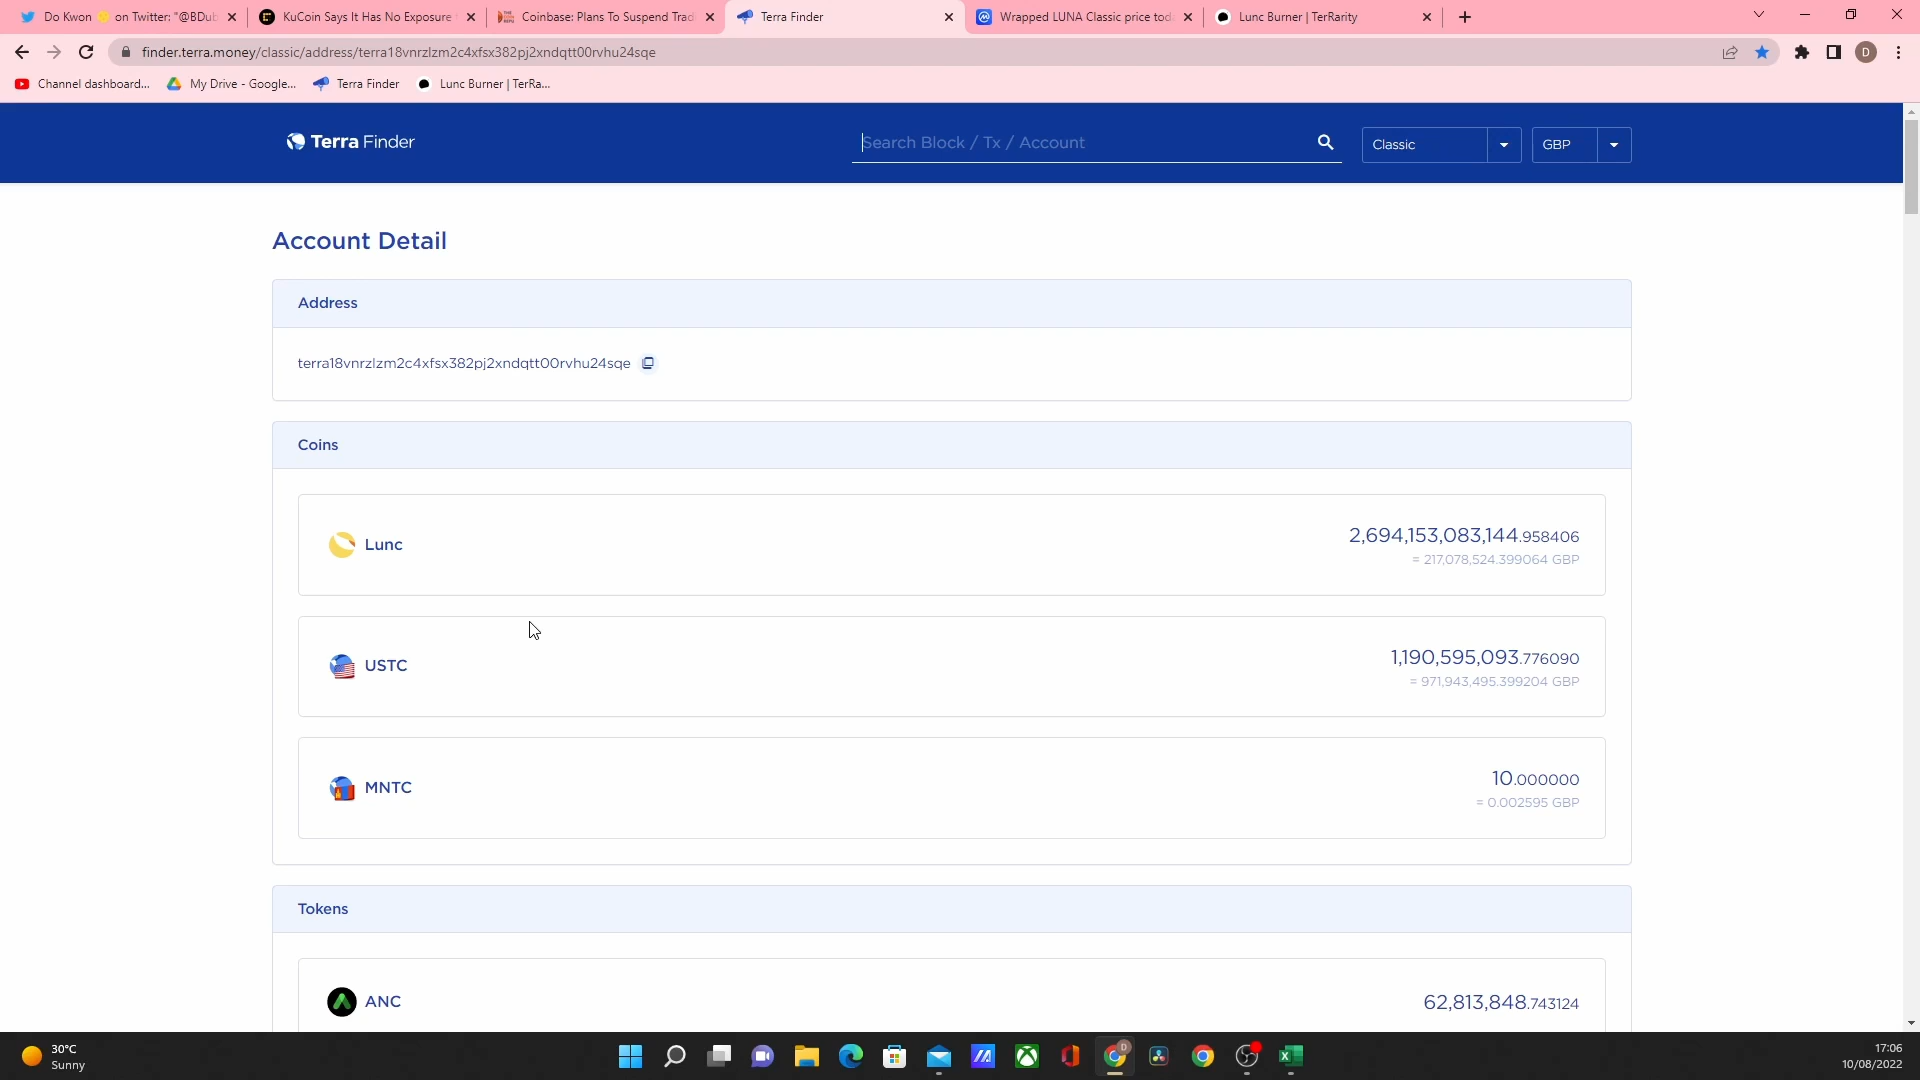 Do Kwon 🌕 on Twitter: "@BDub
KuCoin Says It Has No Exposure
Coinbase: Plans To Suspend Trad
Terra Finder
Wrapped LUNA Classic price tod
Lunc Burner | TerRarity
finder.terra.money/classic/address/terra18vnrzlzm2c4xfsx382pj2xndqtt00rvhu24sqe
D
Channel dashboard...
My Drive - Google...
Terra Finder
Lunc Burner | TerRa...
Terra Finder
Search Block / Tx / Account
Classic
GBP
Account Detail
Address
terra18vnrzlzm2c4xfsx382pj2xndqtt00rvhu24sqe
Coins
Lunc
2,694,153,083,144.958406
= 217,078,524.399064 GBP
USTC
1,190,595,093.776090
= 971,943,495.399204 GBP
MNTC
10.000000
= 0.002595 GBP
Tokens
ANC
62,813,848.743124
30°C
Sunny
17:06
10/08/2022